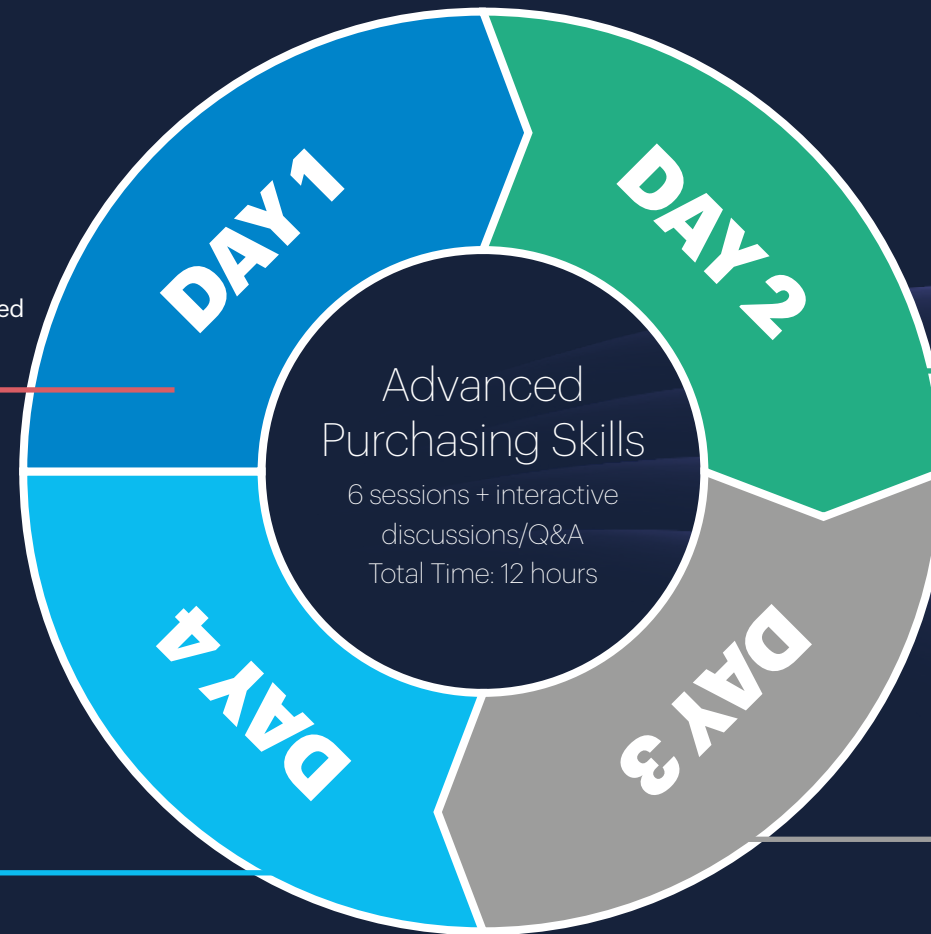 DAY 1
DAY 2
ed
Advanced
Purchasing Skills
6 sessions + interactive
discussions/Q&A
Total Time: 12 hours
DAY 3
DAY 4